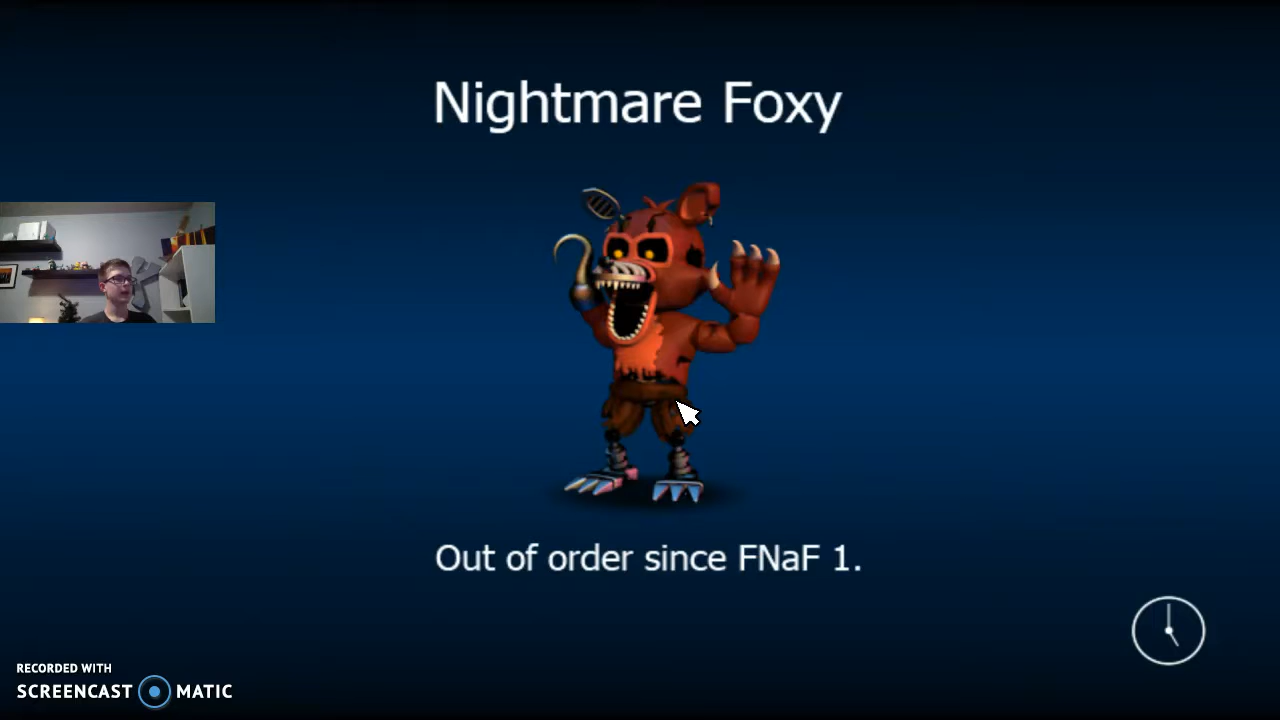 Nightmare Foxy
Out of order since FNaF 1.
RECORDED WITH
SCREENCAST MATIC